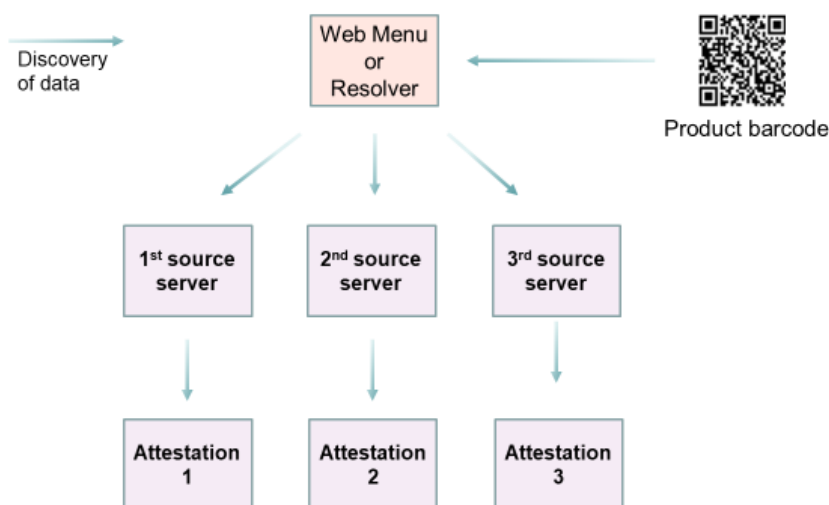 Web Menu
or
Resolver
Discovery
of data
Product barcode
1st source
server
2nd source
server
3rd source
server
Attestation
1
Attestation
2
Attestation
3